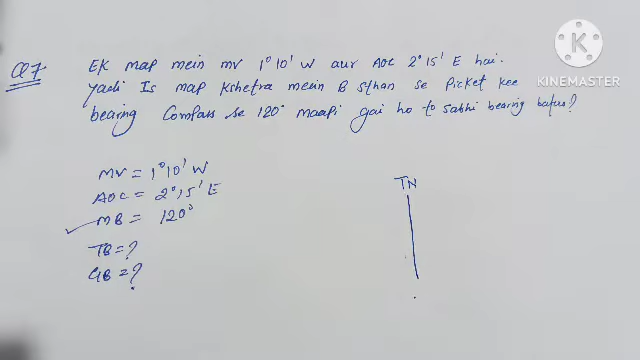 Q7 EK map mein mv 1°10' W aur AOC 2°15' E hai.
yadi Is map Kshetra mein B sthan se Picket kee
bearing Compass se 120° maapi gai ho to sabhi bearing batao?
MV = 1°10' W
AOC = 2°15' E
MB = 120°
TB = ?
GB = ?
TN
K
KINEMASTER